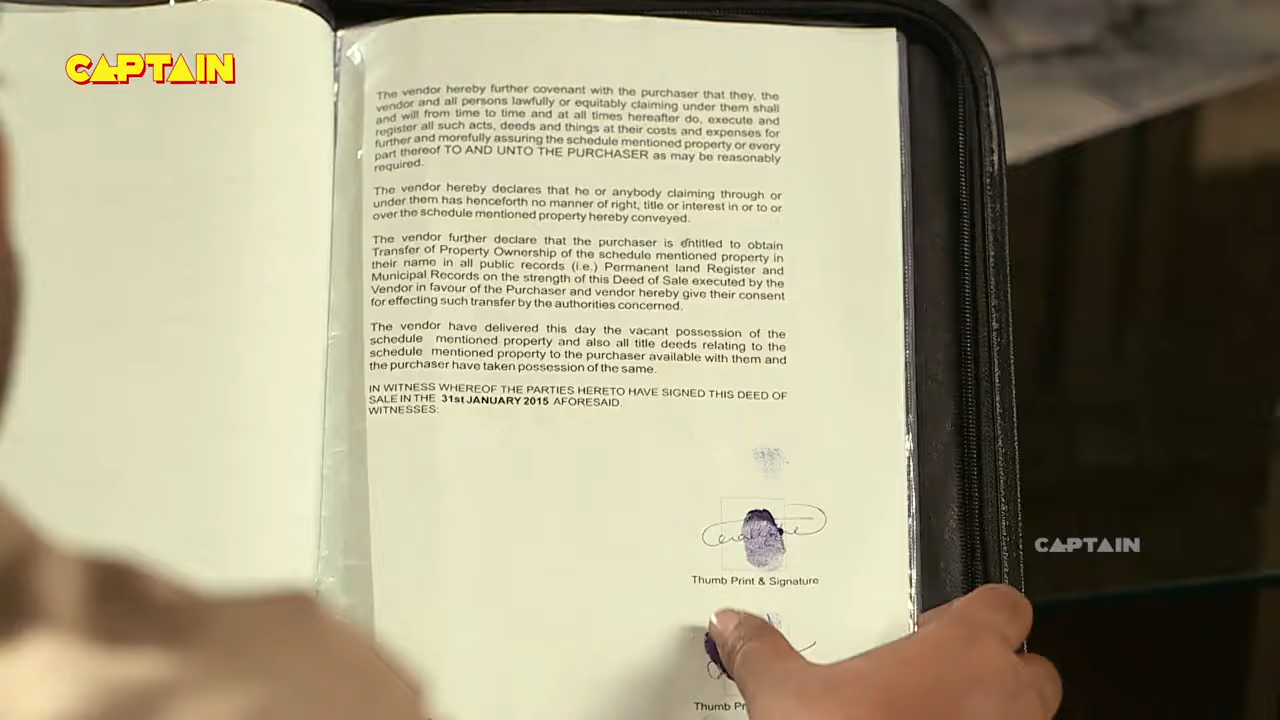 CAPTAIN
The vendor hereby further covenant with the purchaser that they, the
vendor and all persons lawfully or equitably claiming under them shall
and will from time to time and at all times hereafter do, execute and
register all such acts, deeds and things at their costs and expenses for
further and morefully assuring the schedule mentioned property or every
part thereof TO AND UNTO THE PURCHASER as may be reasonably
required.
The vendor hereby declares that he or anybody claiming through or
under them has henceforth no manner of right, title or interest in or to or
over the schedule mentioned property hereby conveyed.
The vendor further declare that the purchaser is entitled to obtain
Transfer of Property Ownership of the schedule mentioned property in
their name in all public records (i.e.) Permanent land Register and
Municipal Records on the strength of this Deed of Sale executed by the
Vendor in favour of the Purchaser and vendor hereby give their consent
for effecting such transfer by the authorities concerned.
The vendor have delivered this day the vacant possession of the
schedule mentioned property and also all title deeds relating to the
schedule mentioned property to the purchaser available with them and
the purchaser have taken possession of the same.
IN WITNESS WHEREOF THE PARTIES HERETO HAVE SIGNED THIS DEED OF
SALE IN THE 31st JANUARY 2015 AFORESAID.
WITNESSES:
CAPTAIN
Thumb Print & Signature
Thumb Pr